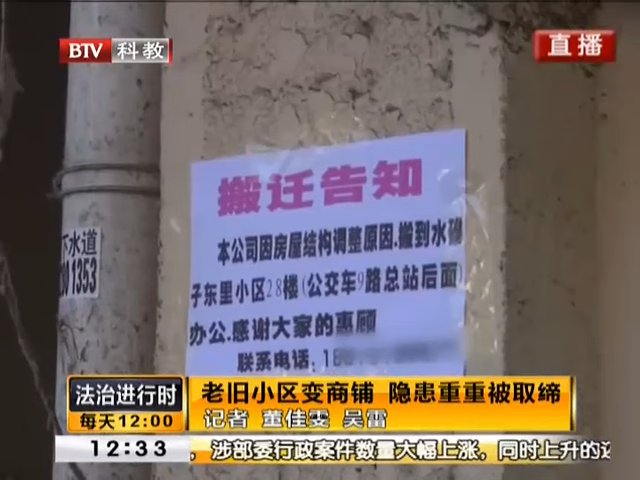 BTV 科教
直播
搬迁告知
本公司因房屋结构调整原因.搬到水碓
子东里小区28楼(公交车9路总站后面)
办公.感谢大家的惠顾
联系电话:
下水道
1353
法治进行时
每天12:00
老旧小区变商铺 隐患重重被取缔
记者 董佳雯 吴雷
12:33
，涉部委行政案件数量大幅上涨，同时上升的还